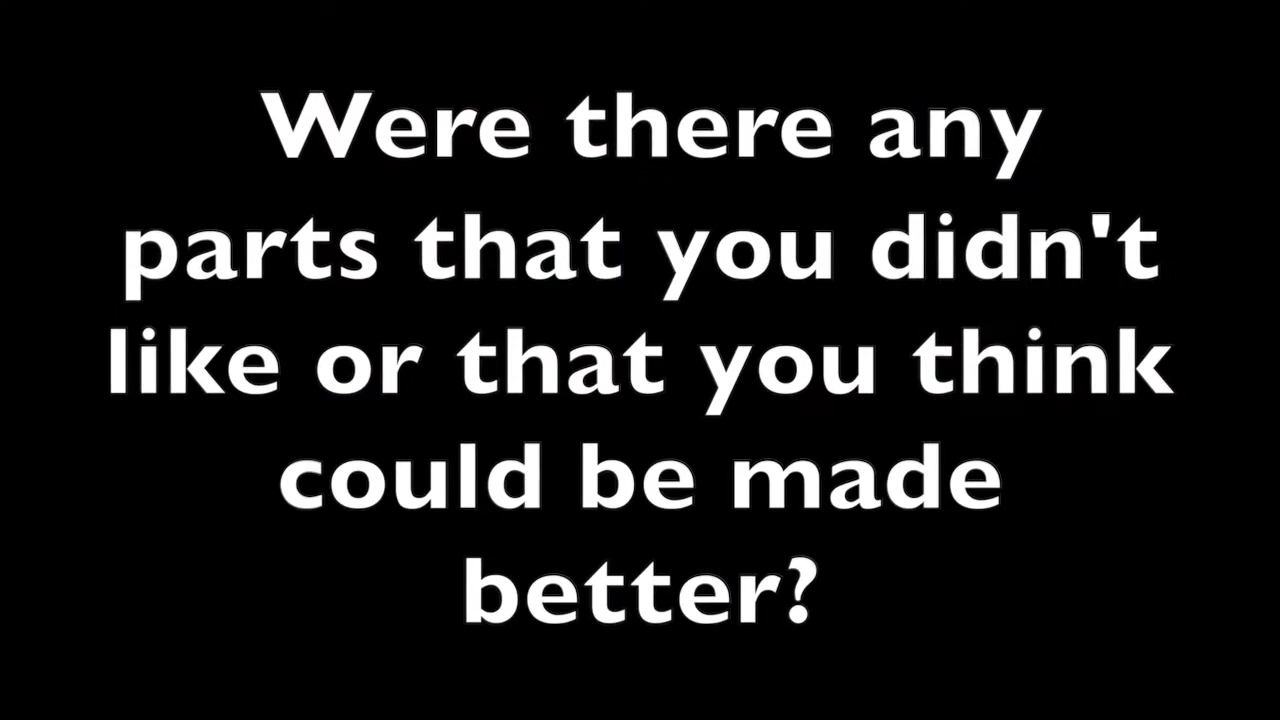 Were there any
parts that you didn't
like or that you think
could be made
better?